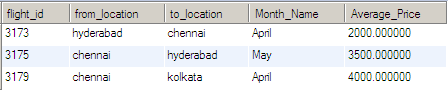 flight_id from_location to_location Month_Name Average_Price
3173 hyderabad chennai April 2000.000000
3175 chennai hyderabad May 3500.000000
3179 chennai kolkata April 4000.000000